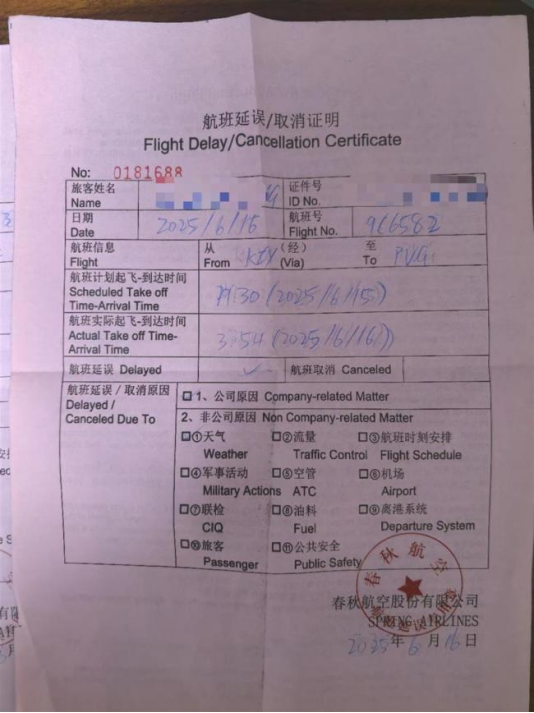 航班延误/取消证明
Flight Delay/Cancellation Certificate
No: 0181688
旅客姓名 Name 证件号 ID No.
日期 Date 2025/6/16 航班号 Flight No. 9C6582
航班信息 Flight 从 From KIX (经) (Via) 至 To PVG
航班计划起飞-到达时间
Scheduled Take off Time-Arrival Time
(2025/6/15)
航班实际起飞-到达时间
Actual Take off Time-Arrival Time
(2025/6/16)
航班延误 Delayed ✓ 航班取消 Canceled
航班延误/取消原因
Delayed / Canceled Due To
□ 1、公司原因 Company-related Matter
2、非公司原因 Non Company-related Matter
□①天气 □②流量 □③航班时刻安排
Weather Traffic Control Flight Schedule
□④军事活动 □⑤空管 □⑥机场
Military Actions ATC Airport
□⑦联检 □⑧油料 □⑨离港系统
CIQ Fuel Departure System
□⑩旅客 □⑪公共安全
Passenger Public Safety
春秋航空
春秋航空股份有限公司
SPRING AIRLINES
2025年6月16日